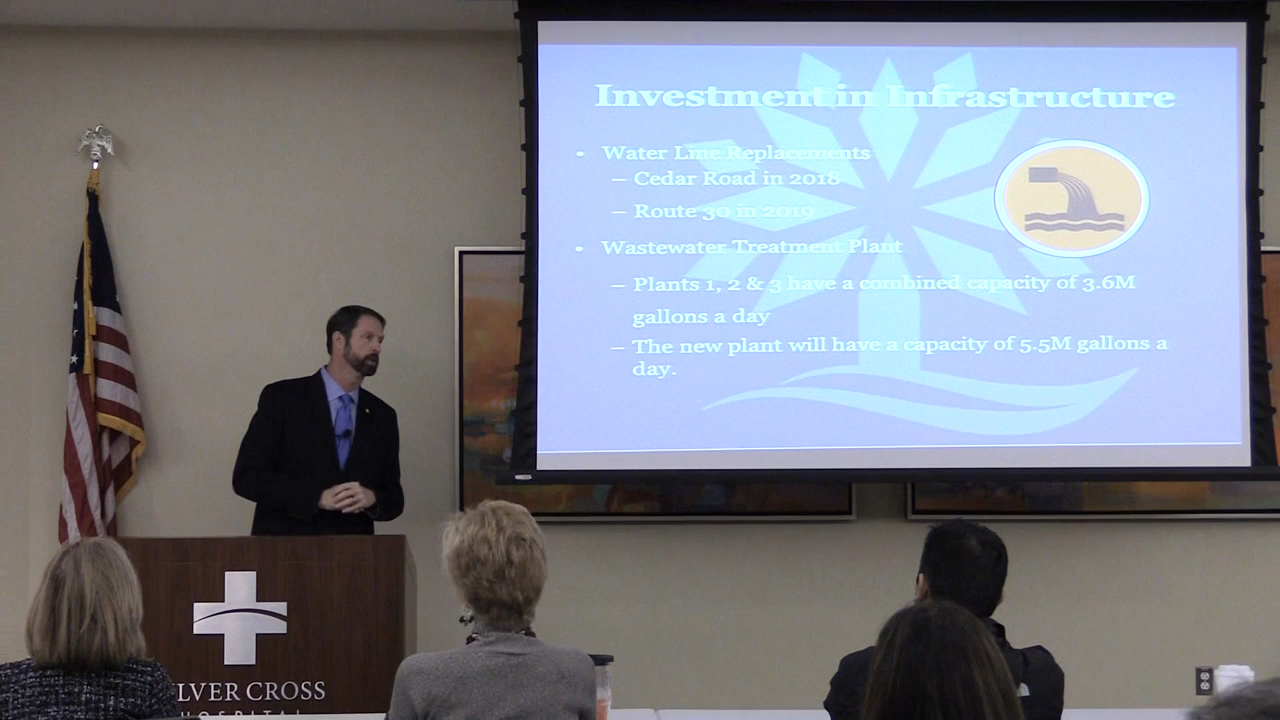 Investment in Infrastructure
• Water Line Replacements
– Cedar Road in 2018
– Route 30 in 2019
• Wastewater Treatment Plant
– Plants 1, 2 & 3 have a combined capacity of 3.6M
gallons a day
– The new plant will have a capacity of 5.5M gallons a
day.
LVER CROSS
HOSPITAL